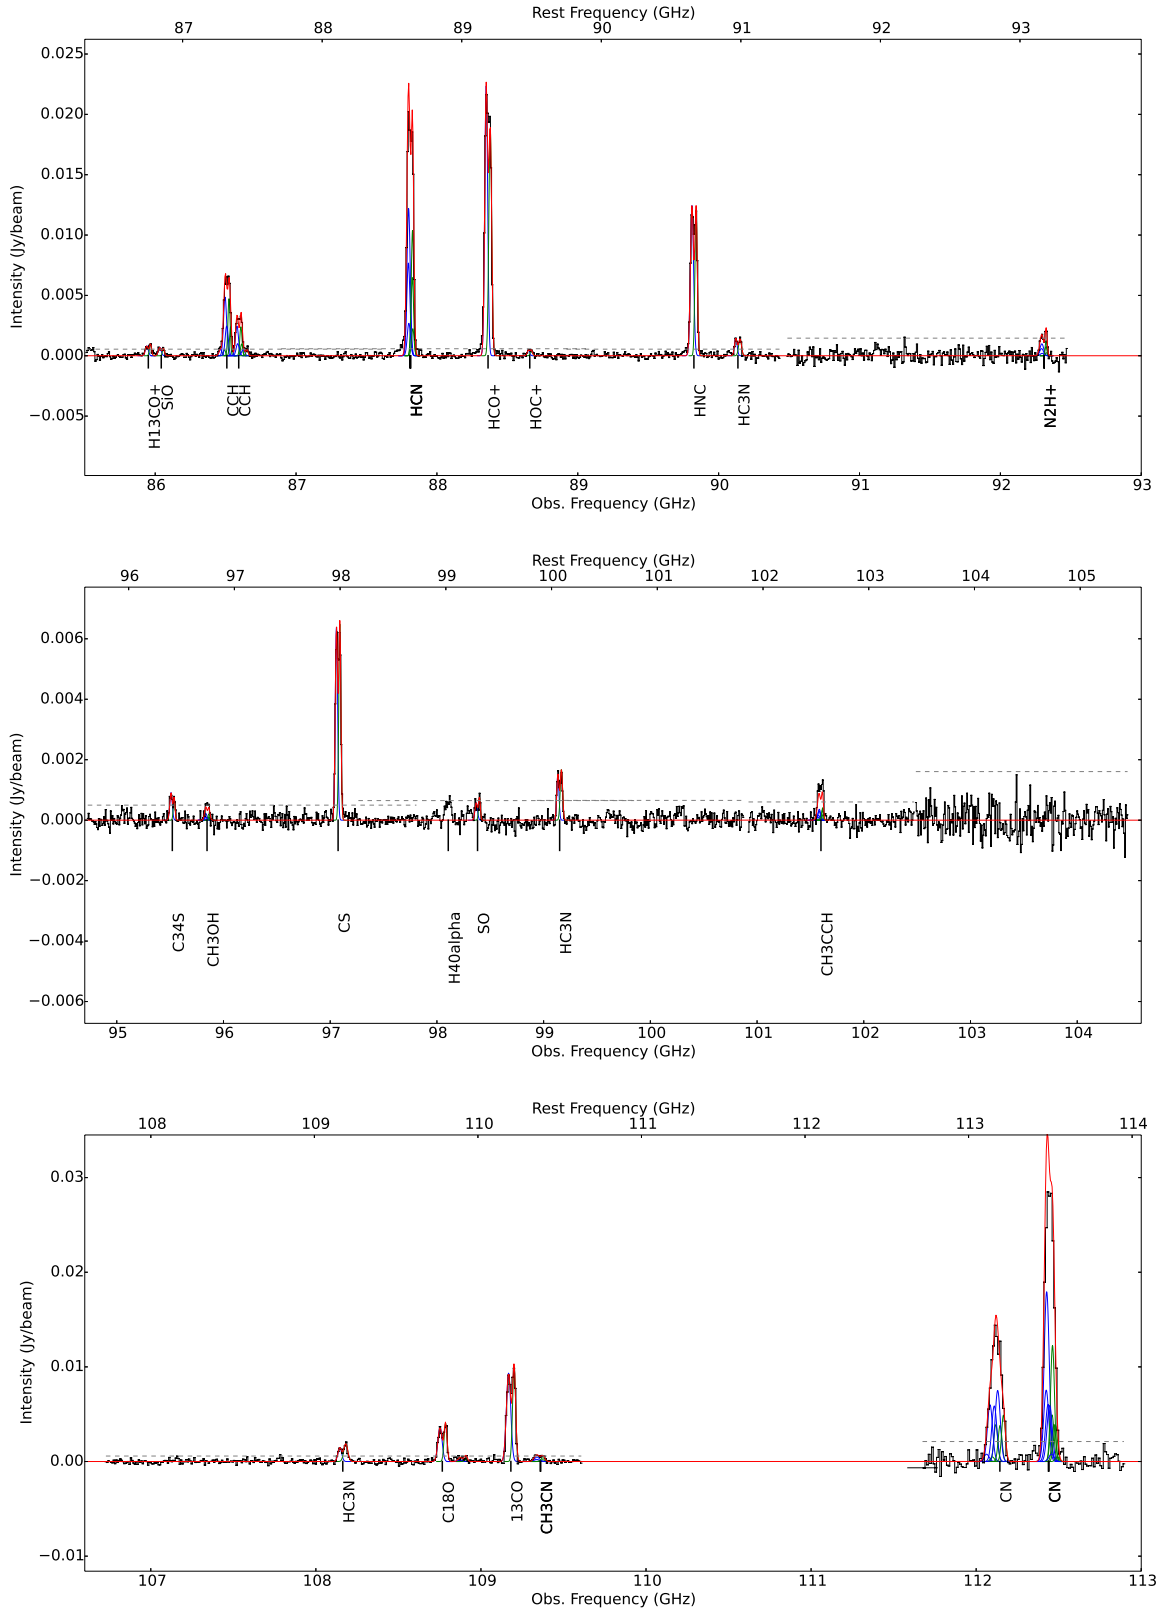 Rest Frequency (GHz)
87 88 89 90 91 92 93
0.025
0.020
0.015
0.010
0.005
0.000
−0.005
Intensity (Jy/beam)
H13CO+ SiO CCH CCH HCN HCO+ HOC+ HNC HC3N N2H+
86 87 88 89 90 91 92 93
Obs. Frequency (GHz)
Rest Frequency (GHz)
96 97 98 99 100 101 102 103 104 105
0.006
0.004
0.002
0.000
−0.002
−0.004
−0.006
Intensity (Jy/beam)
C34S CH3OH CS H40alpha SO HC3N CH3CCH
95 96 97 98 99 100 101 102 103 104
Obs. Frequency (GHz)
Rest Frequency (GHz)
108 109 110 111 112 113 114
0.03
0.02
0.01
0.00
−0.01
Intensity (Jy/beam)
HC3N C18O 13CO CH3CN CN CN
107 108 109 110 111 112 113
Obs. Frequency (GHz)